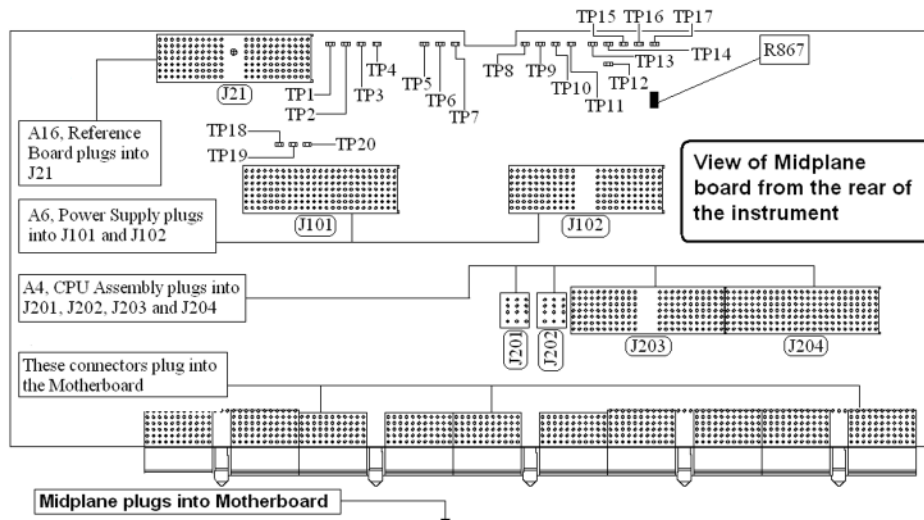 TP15 TP16 TP17
TP4
TP5
TP8
TP9
TP13
TP14
R867
J21
TP1
TP3
TP6
TP10
TP12
TP2
TP7
TP11
A16, Reference
Board plugs into
J21
TP18
TP20
TP19
View of Midplane
board from the rear of
the instrument
A6, Power Supply plugs
into J101 and J102
J101
J102
A4, CPU Assembly plugs into
J201, J202, J203 and J204
J201
J202
J203
J204
These connectors plug into
the Motherboard
Midplane plugs into Motherboard